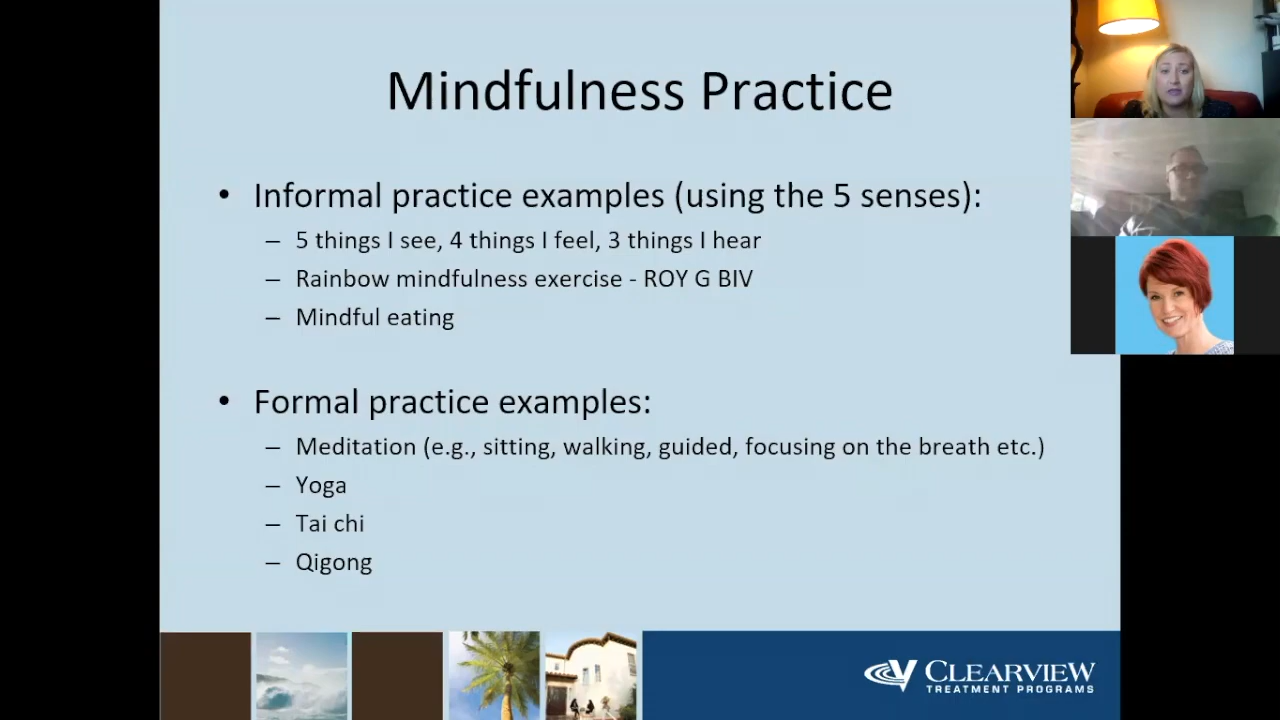 Mindfulness Practice
• Informal practice examples (using the 5 senses):
– 5 things I see, 4 things I feel, 3 things I hear
– Rainbow mindfulness exercise - ROY G BIV
– Mindful eating
• Formal practice examples:
– Meditation (e.g., sitting, walking, guided, focusing on the breath etc.)
– Yoga
– Tai chi
– Qigong
CLEARVIEW
TREATMENT PROGRAMS